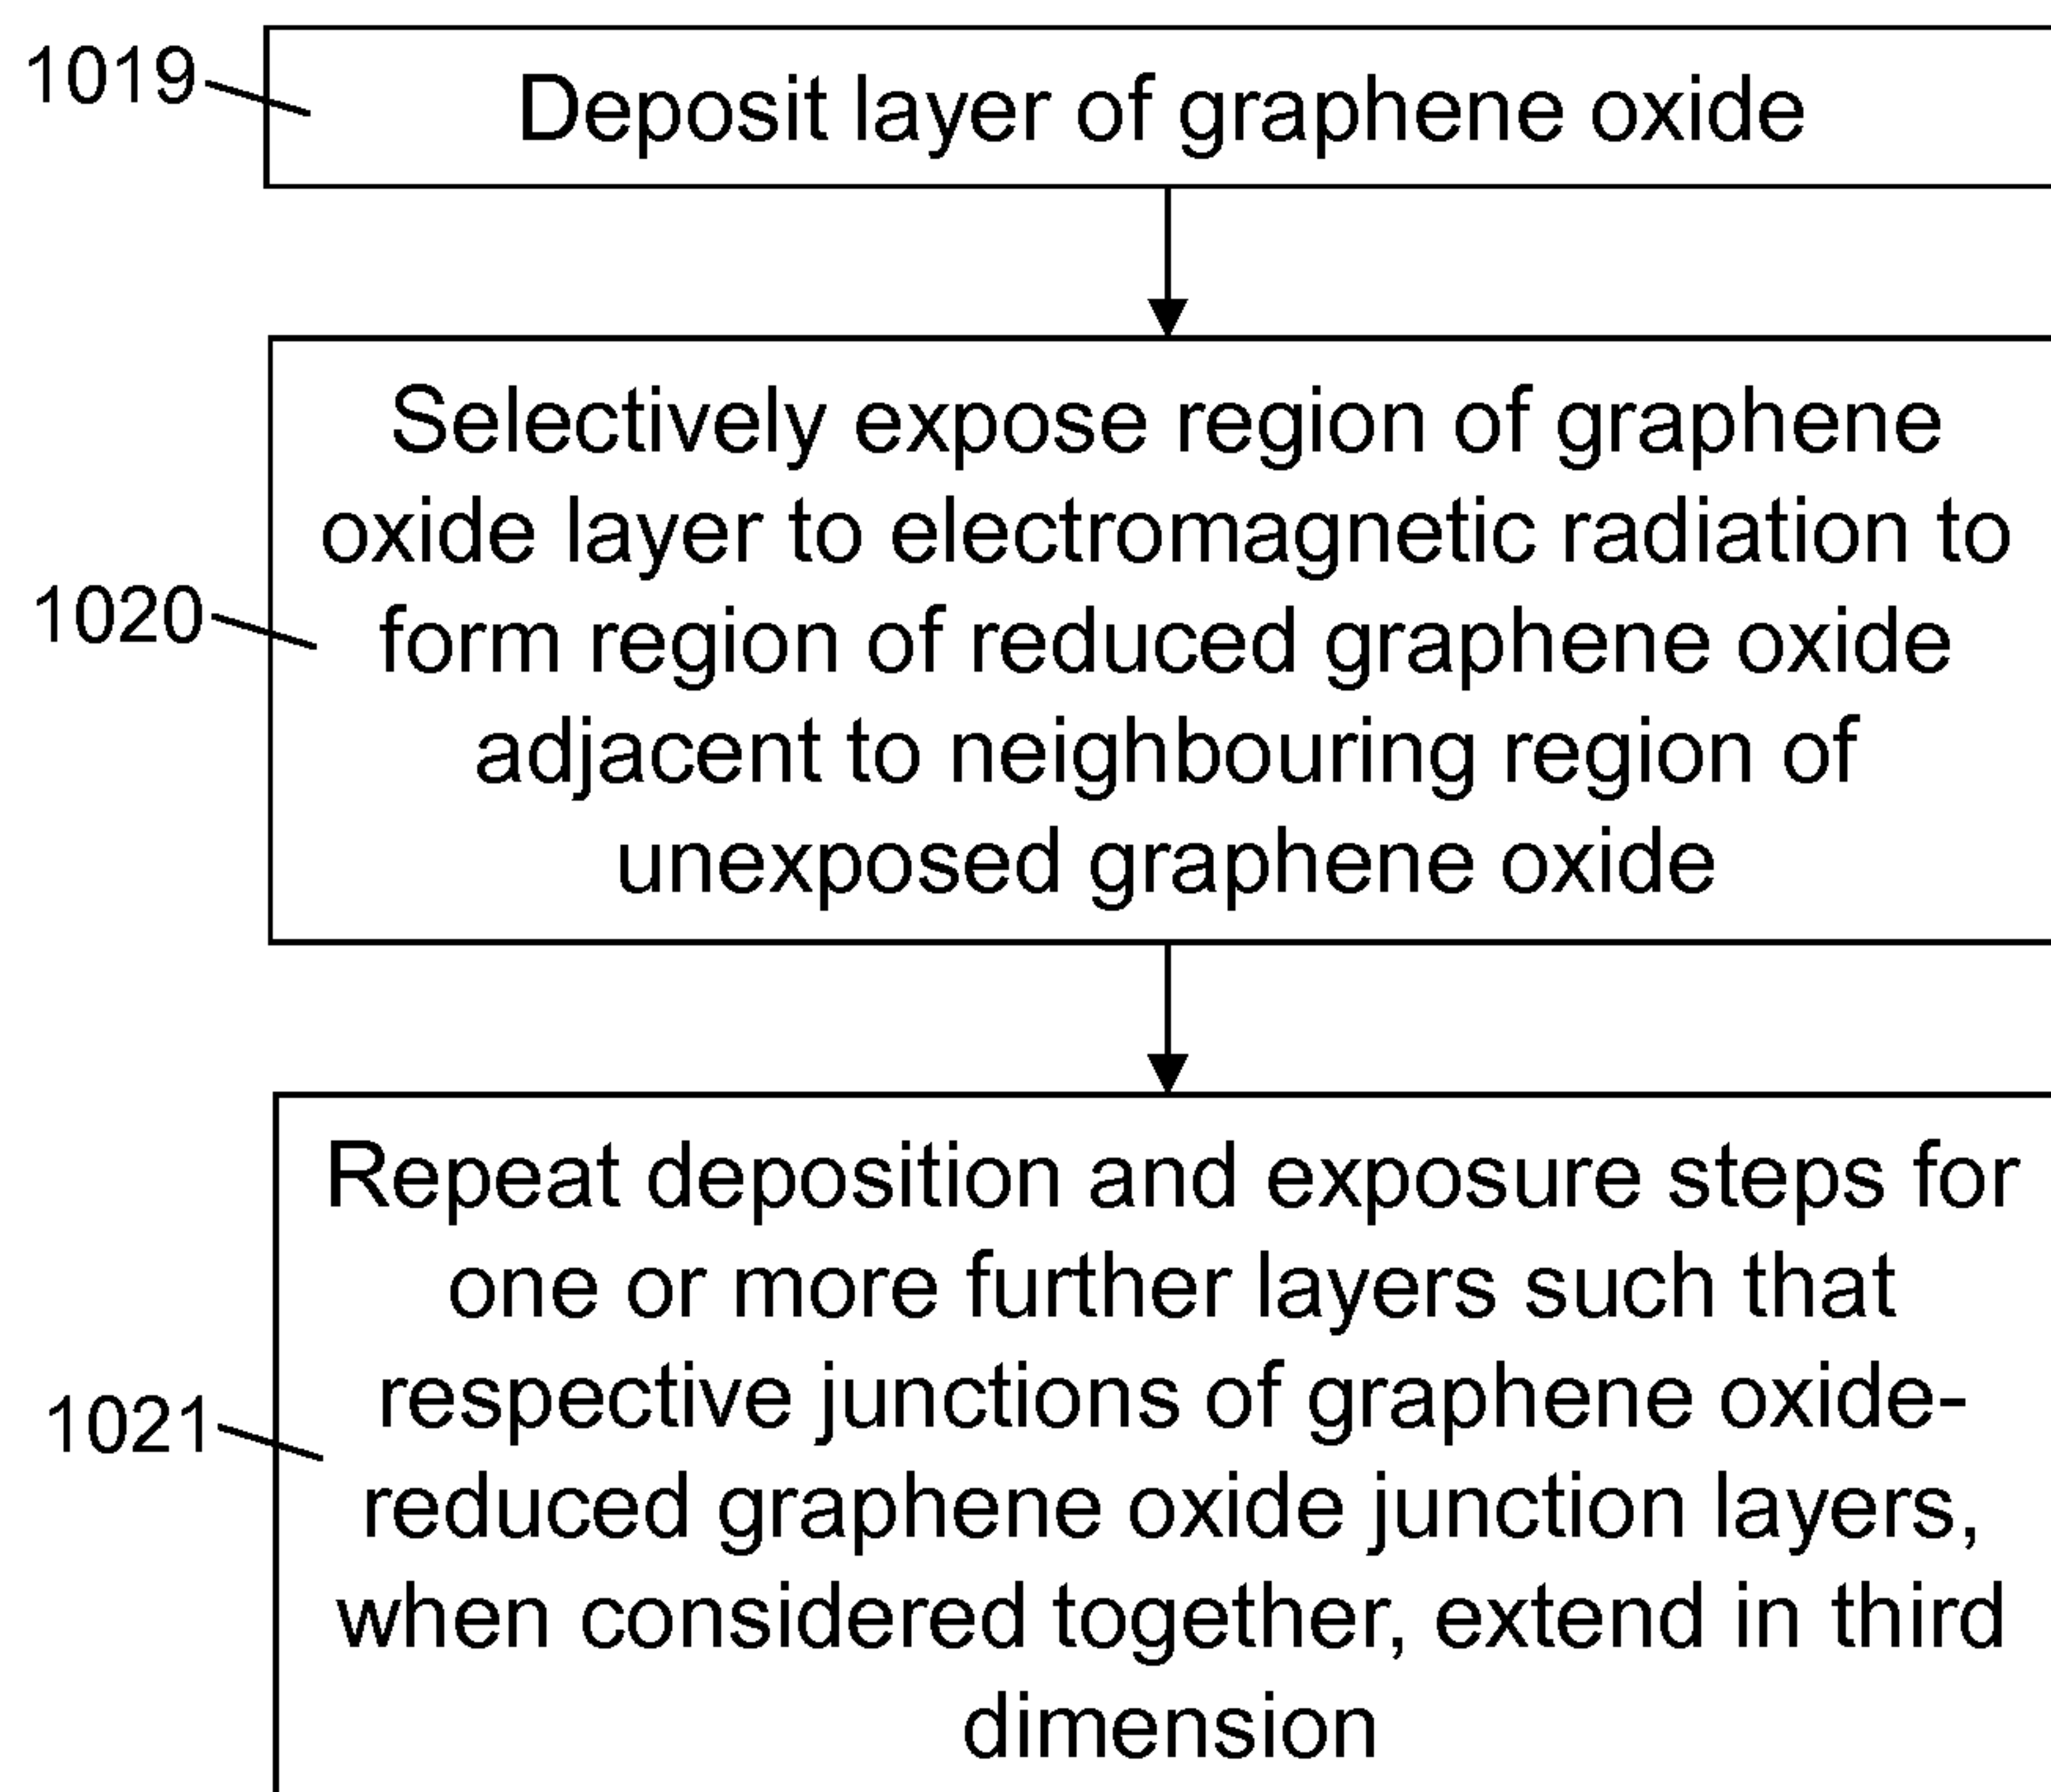 1019
Deposit layer of graphene oxide
Selectively expose region of graphene
oxide layer to electromagnetic radiation to
1020
form region of reduced graphene oxide
adjacent to neighbouring region of
unexposed graphene oxide
Repeat deposition and exposure steps for
one or more further layers such that
1021
respective junctions of graphene oxide-
reduced graphene oxide junction layers,
when considered together, extend in third
dimension